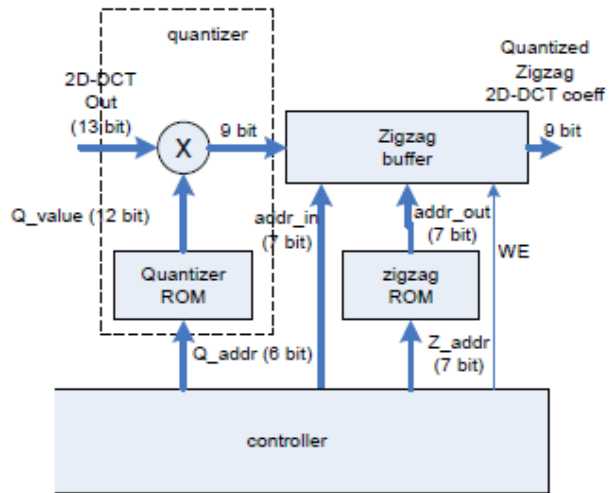 quantizer
Quantized
Zigzag
2D-DCT coeff
2D-DCT
Out
(13 bit)
X
9 bit
Zigzag
buffer
9 bit
Q_value (12 bit)
addr_in
(7 bit)
addr_out
(7 bit)
WE
Quantizer
ROM
zigzag
ROM
Q_addr (6 bit)
Z_addr
(7 bit)
controller